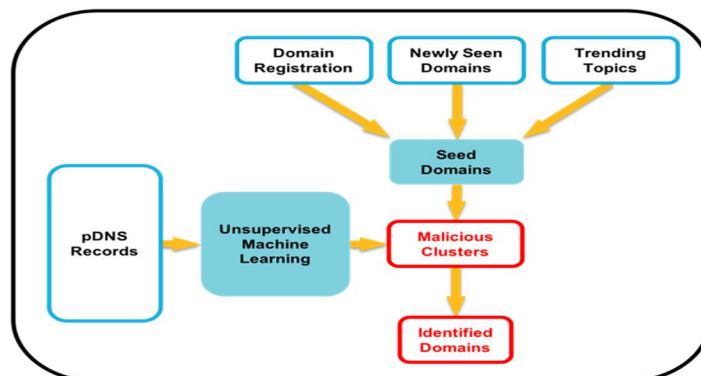 Domain
Registration
Newly Seen
Domains
Trending
Topics
Seed
Domains
pDNS
Records
Unsupervised
Machine
Learning
Malicious
Clusters
Identified
Domains